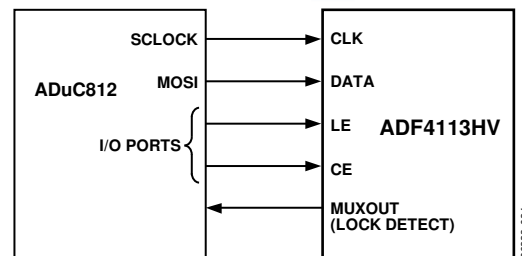 SCLOCK
CLK
ADuC812
MOSI
DATA
ADF4113HV
I/O PORTS
LE
CE
MUXOUT
(LOCK DETECT)